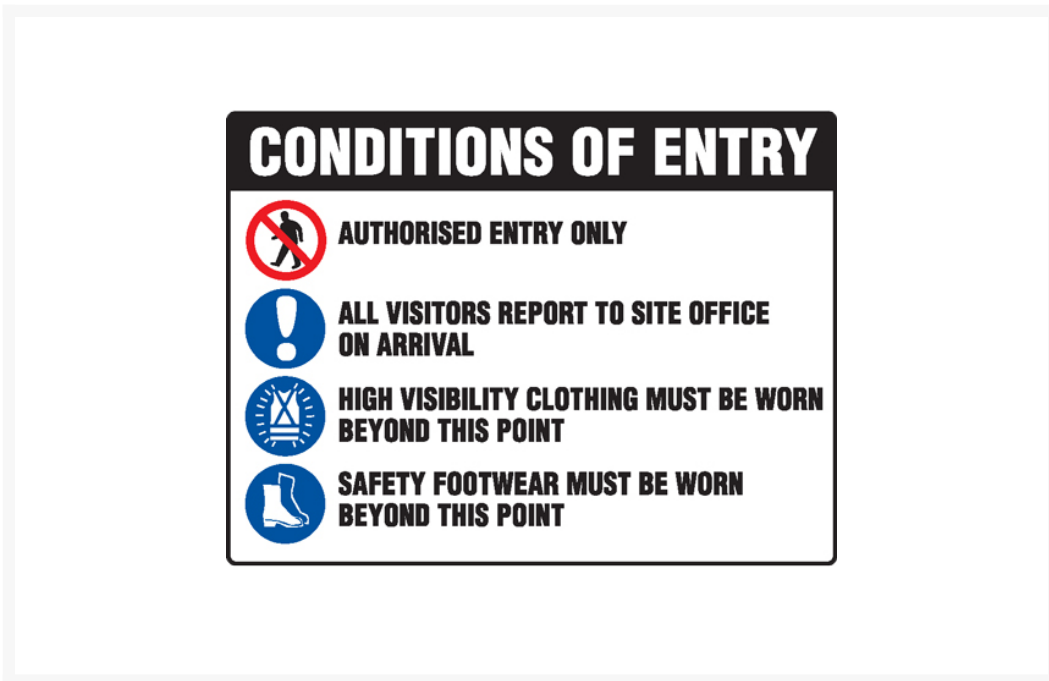 CONDITIONS OF ENTRY
AUTHORISED ENTRY ONLY
ALL VISITORS REPORT TO SITE OFFICE
ON ARRIVAL
HIGH VISIBILITY CLOTHING MUST BE WORN
BEYOND THIS POINT
SAFETY FOOTWEAR MUST BE WORN
BEYOND THIS POINT